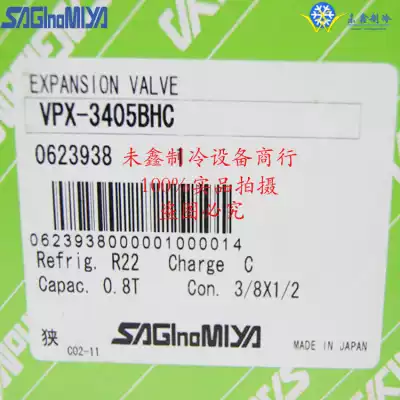 SAGInoMIYA
未鑫制冷
EXPANSION VALVE
VPX-3405BHC
0623938 1
未鑫制冷设备商行
100%实品拍摄
盗图必究
0623938000001000014
Refrig. R22 Charge C
Capac. 0.8T Con. 3/8X1/2
狭 SAGInoMIYA MADE IN JAPAN
C02-11